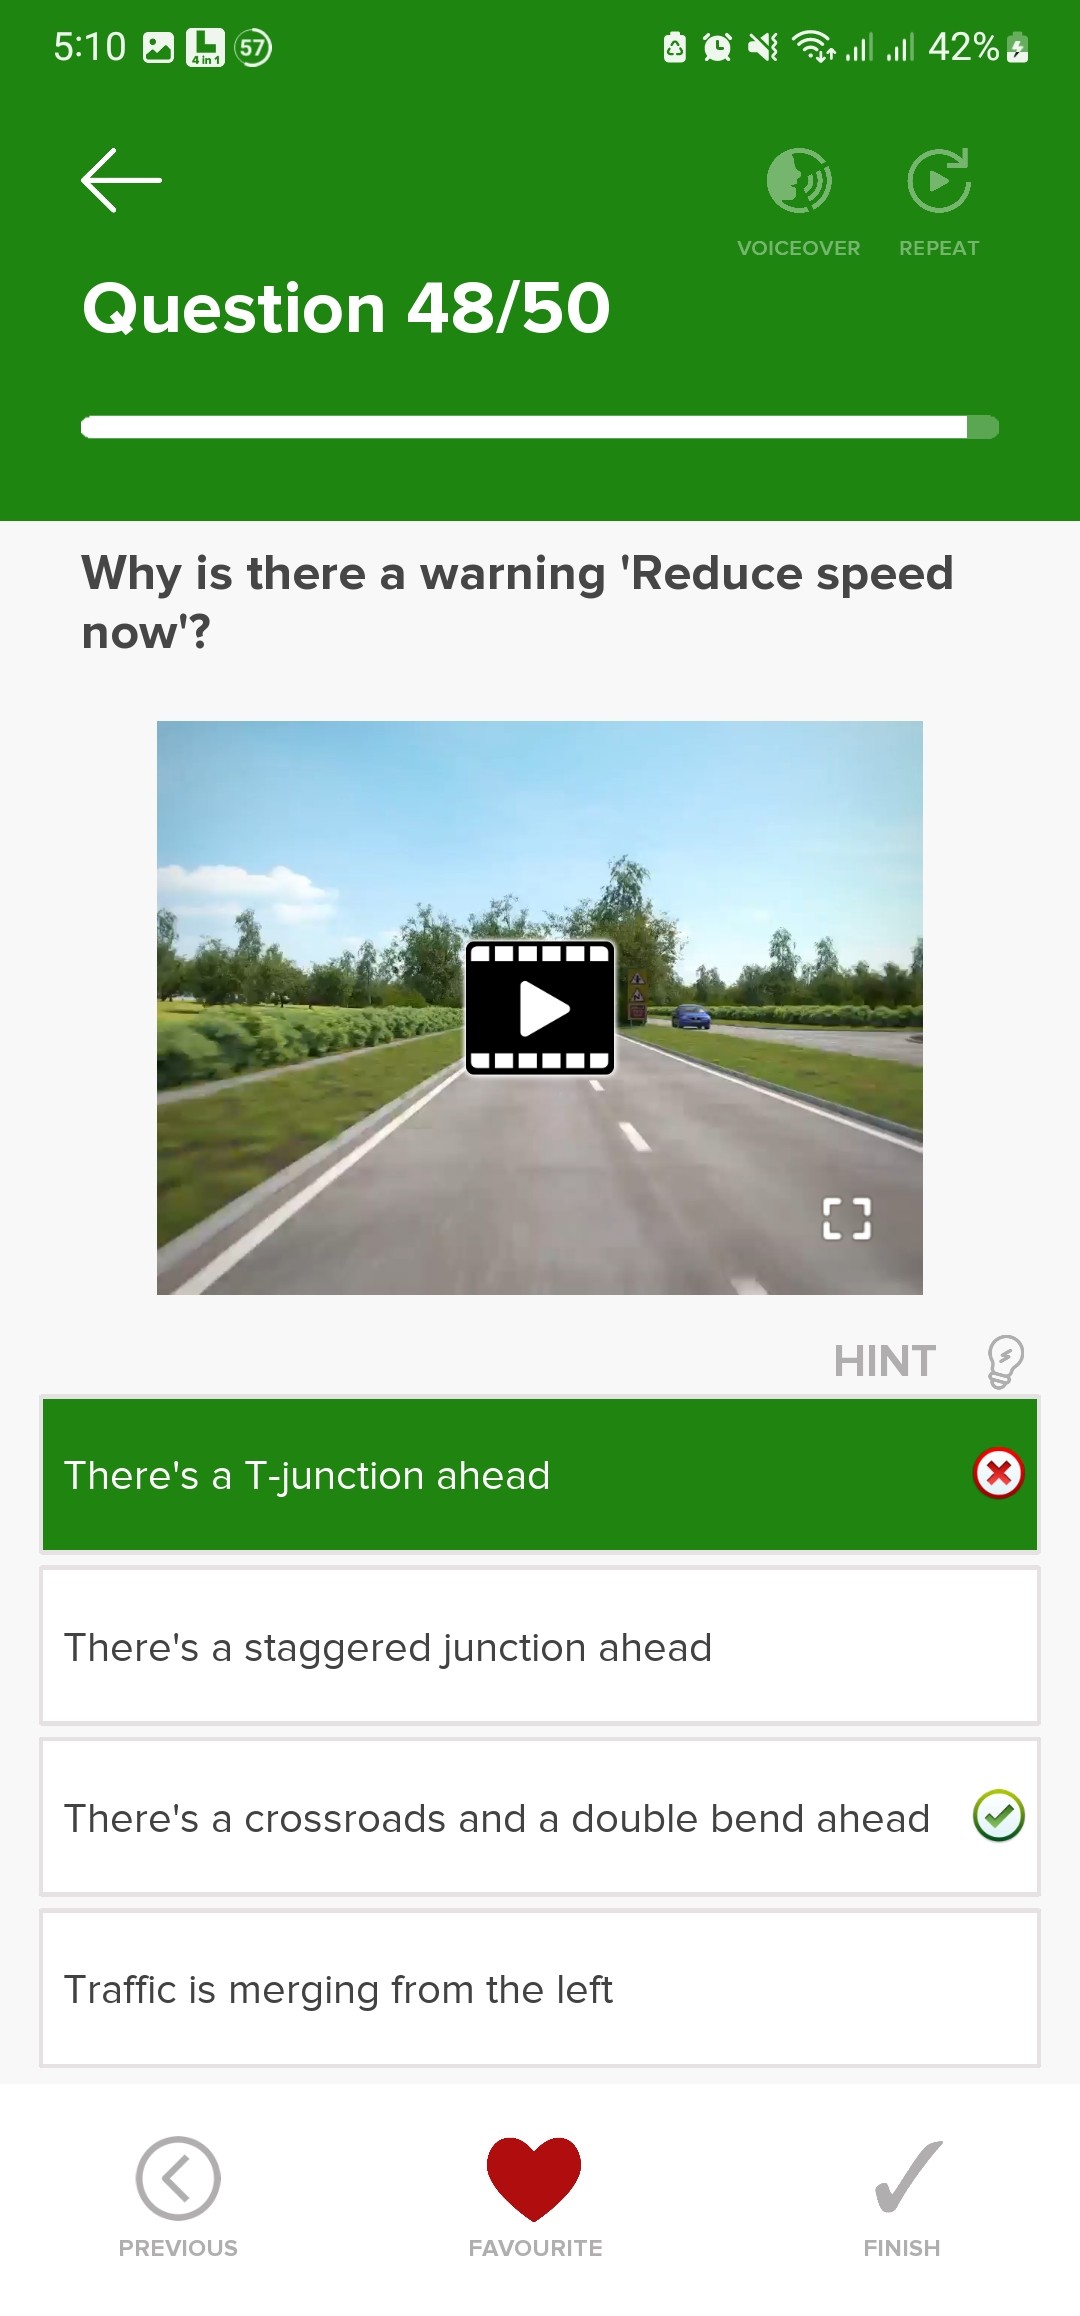 5:10
L
4 in 1
57
42%
VOICEOVER
REPEAT
Question 48/50
Why is there a warning 'Reduce speed
now'?
HINT
There's a T-junction ahead
There's a staggered junction ahead
There's a crossroads and a double bend ahead
Traffic is merging from the left
PREVIOUS
FAVOURITE
FINISH